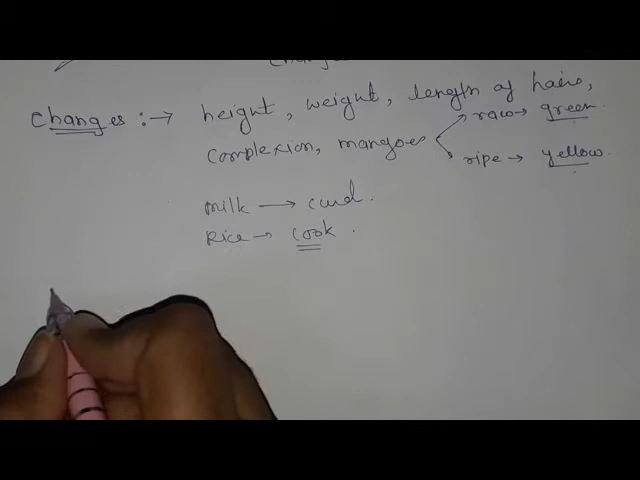 Changes :→ height, weight, length of hairs,
complexion, mangoes
raw → green.
ripe → yellow.
milk → curd.
Rice → cook.